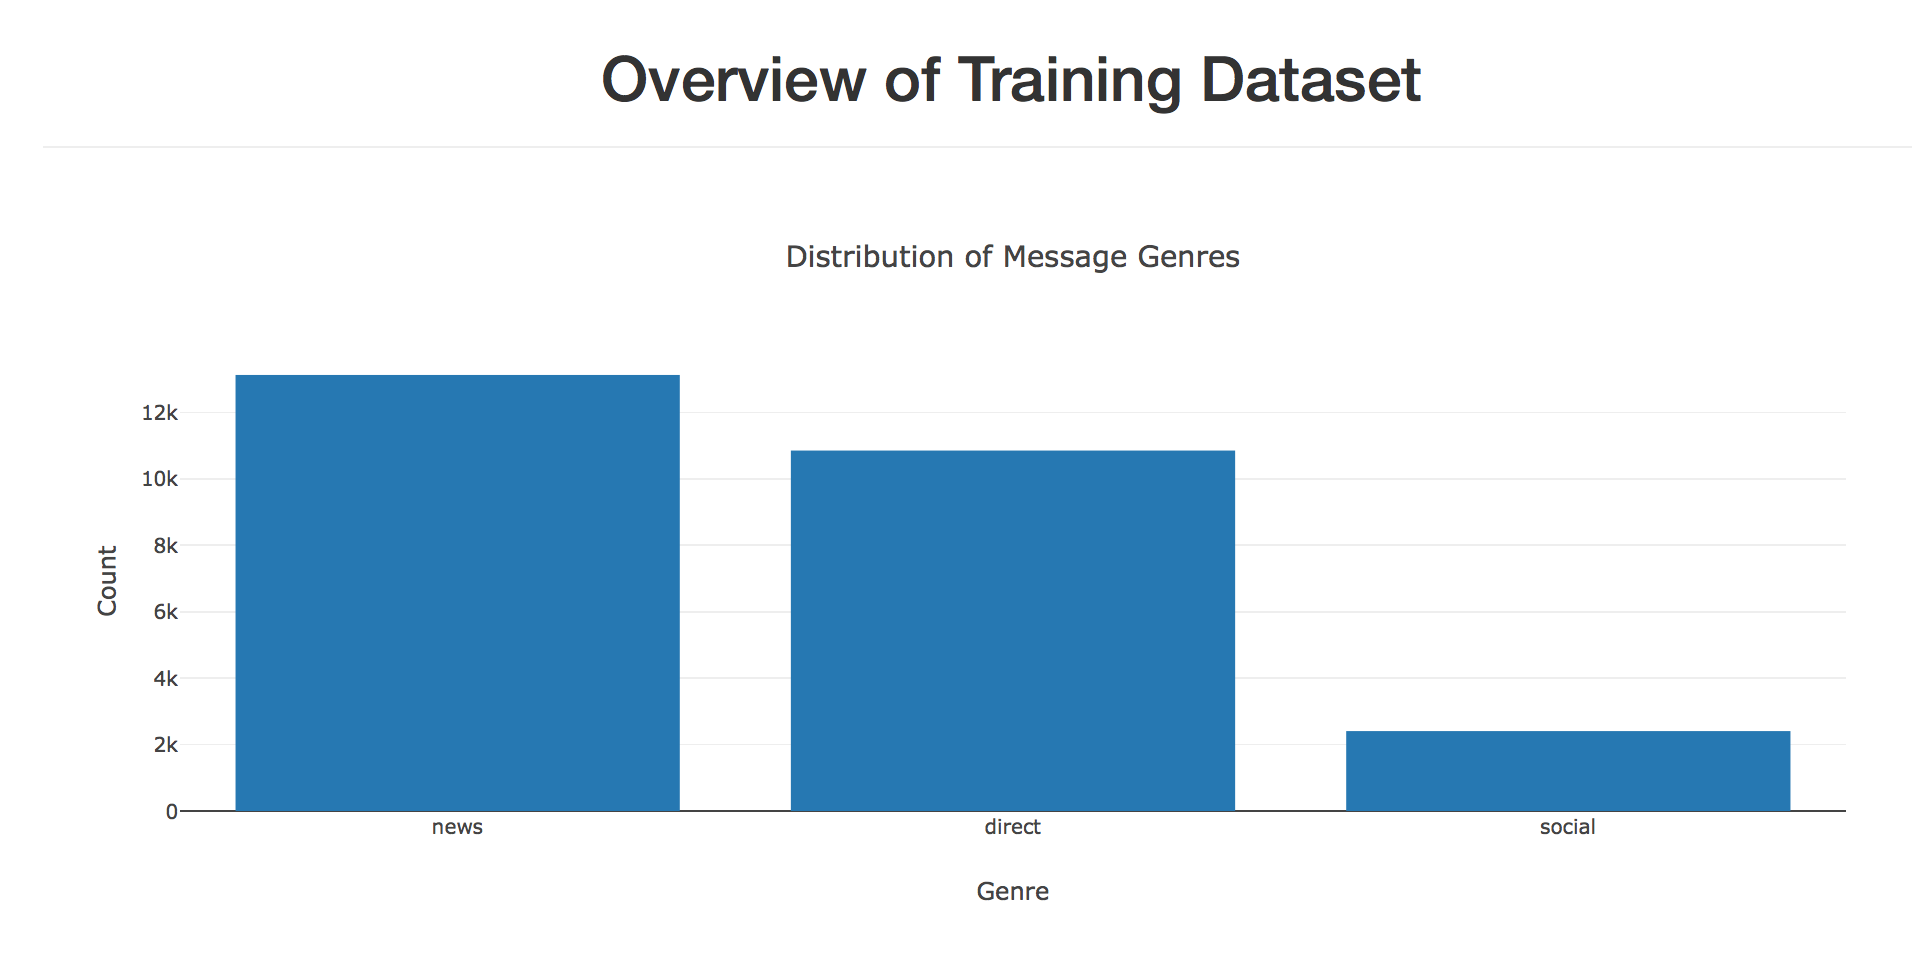 Overview of Training Dataset
Distribution of Message Genres
12k
10k
8k
6k
4k
2k
0
Count
news direct social
Genre